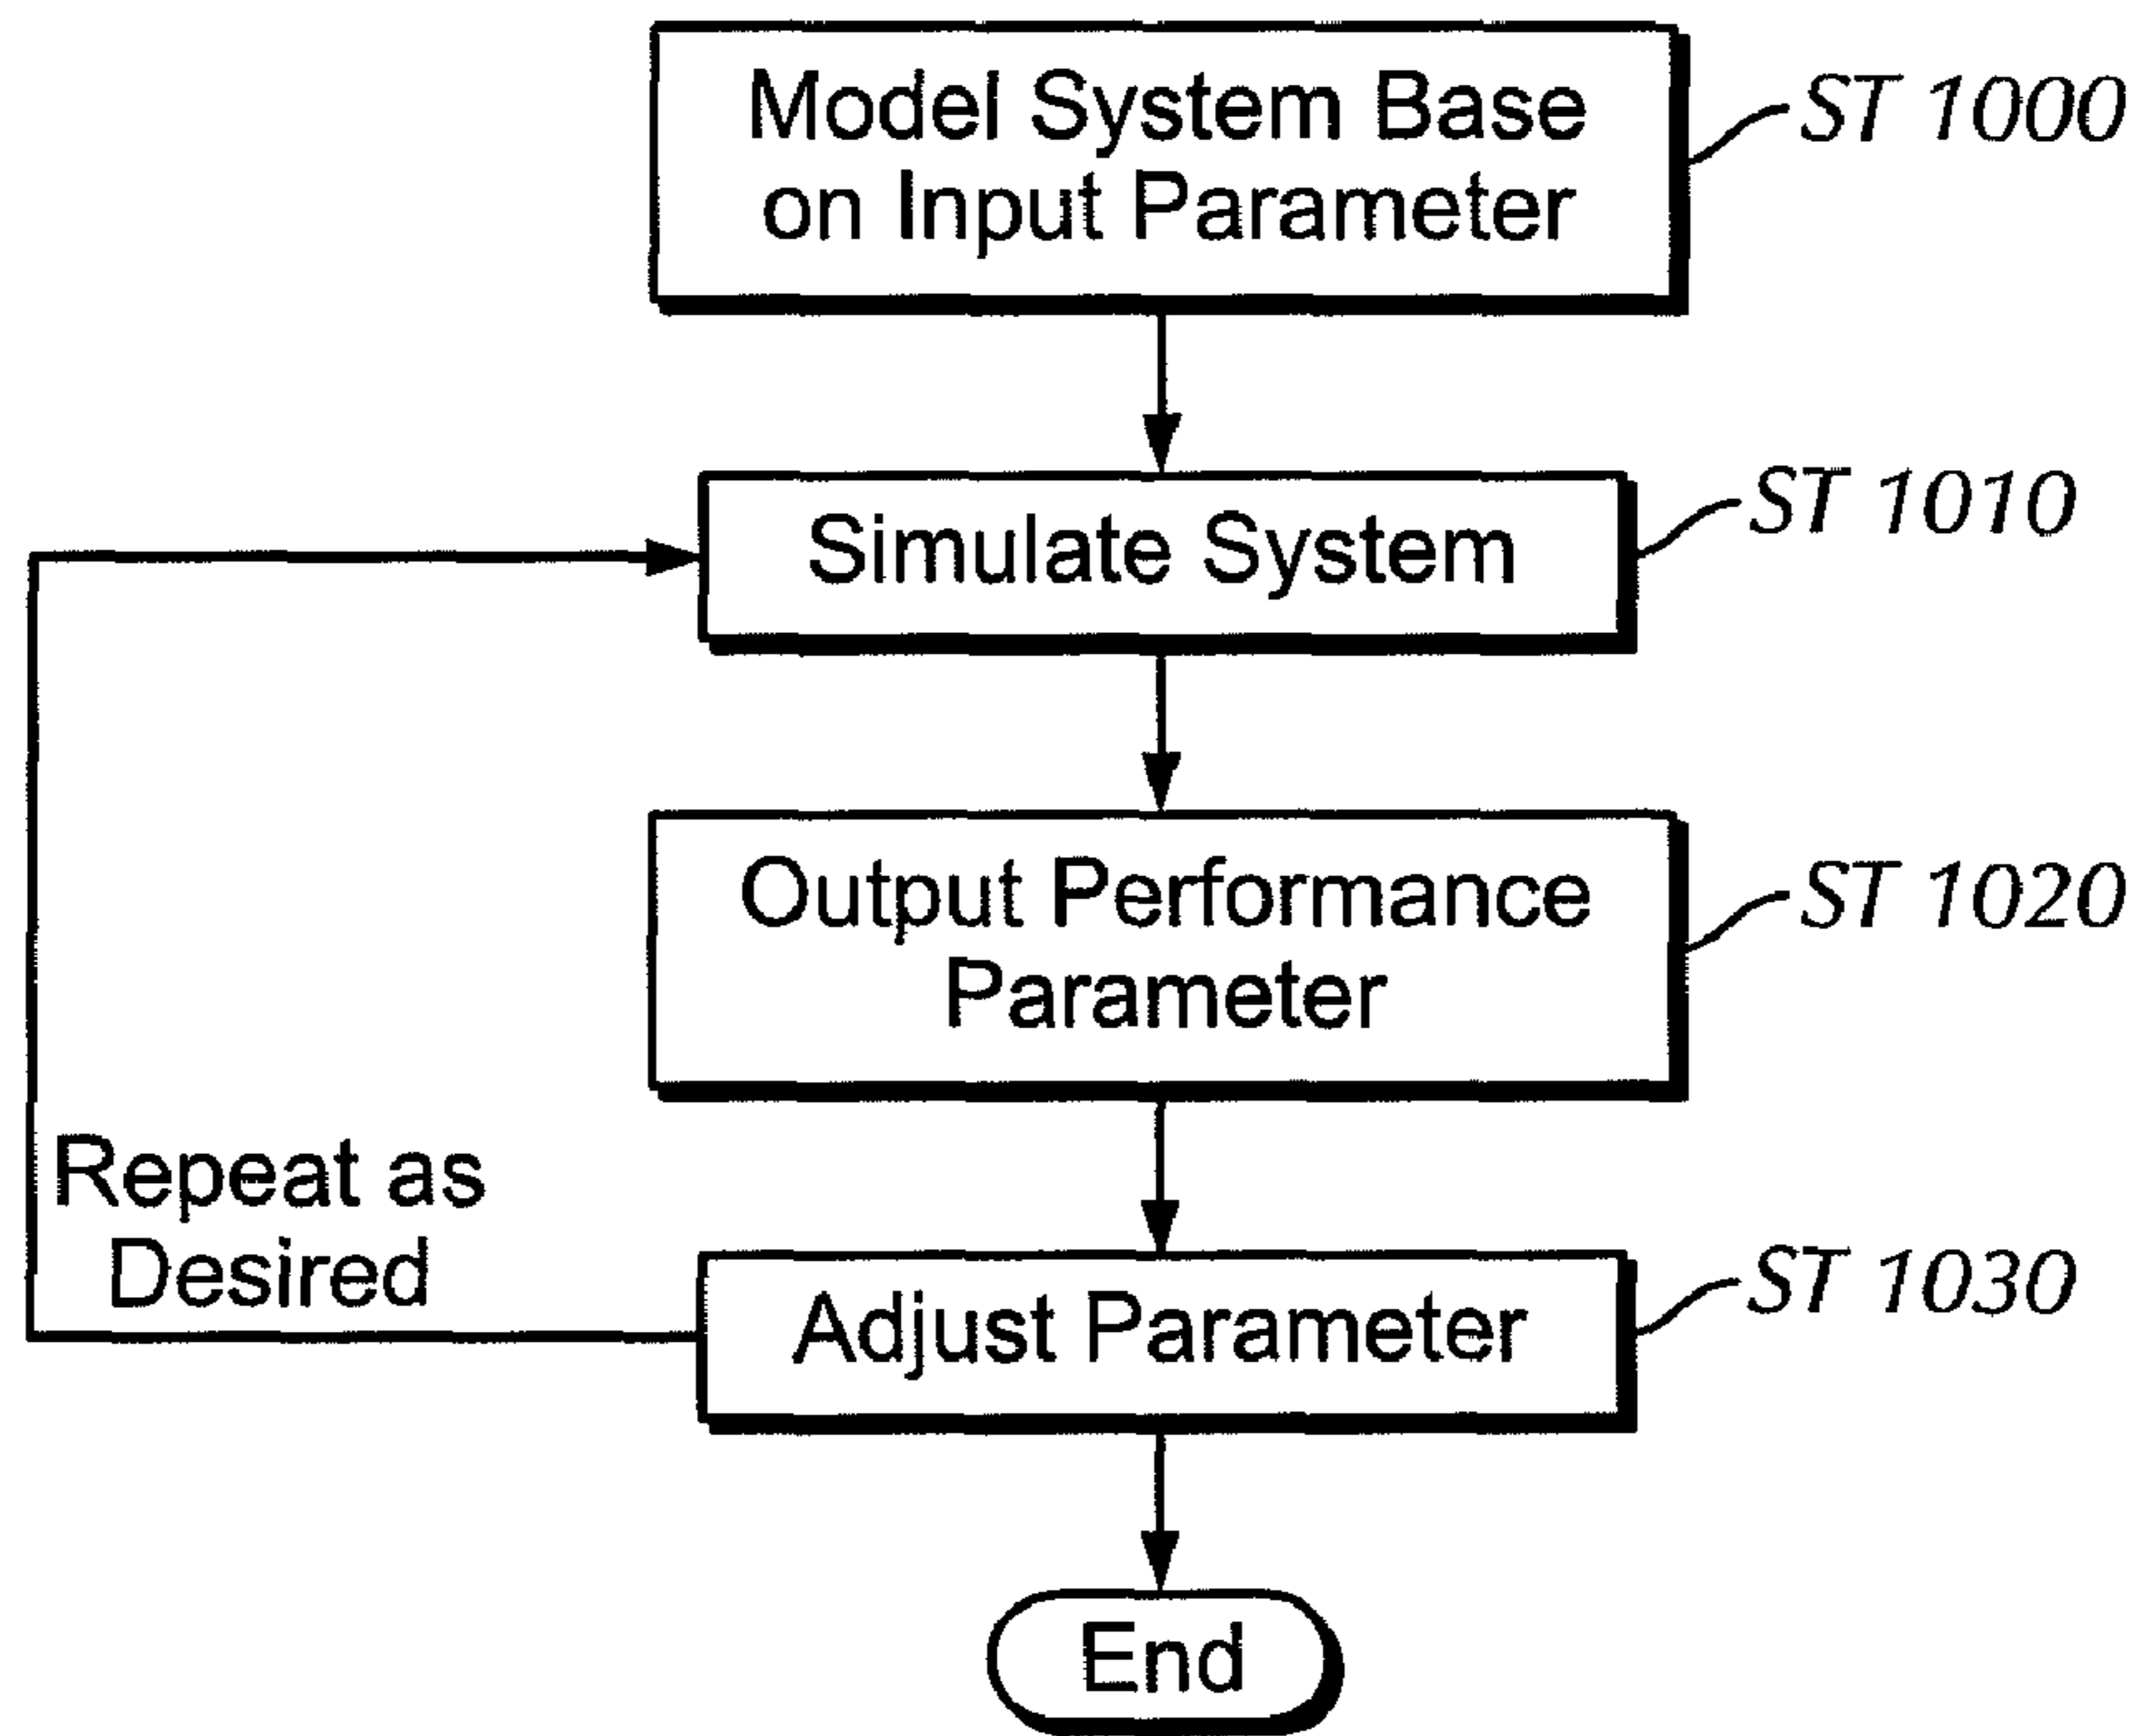 Model System Base
on Input Parameter
ST 1000
Simulate System
ST 1010
Output Performance
Parameter
ST 1020
Repeat as
Desired
Adjust Parameter
ST 1030
End